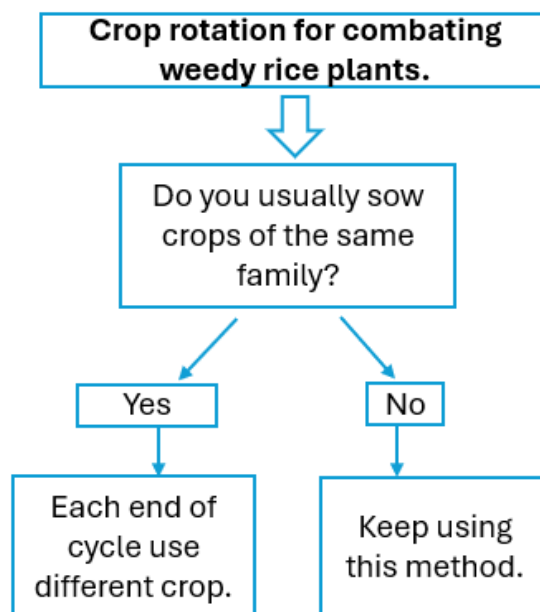 Crop rotation for combating
weedy rice plants.
Do you usually sow
crops of the same
family?
Yes
No
Each end of
cycle use
different crop.
Keep using
this method.